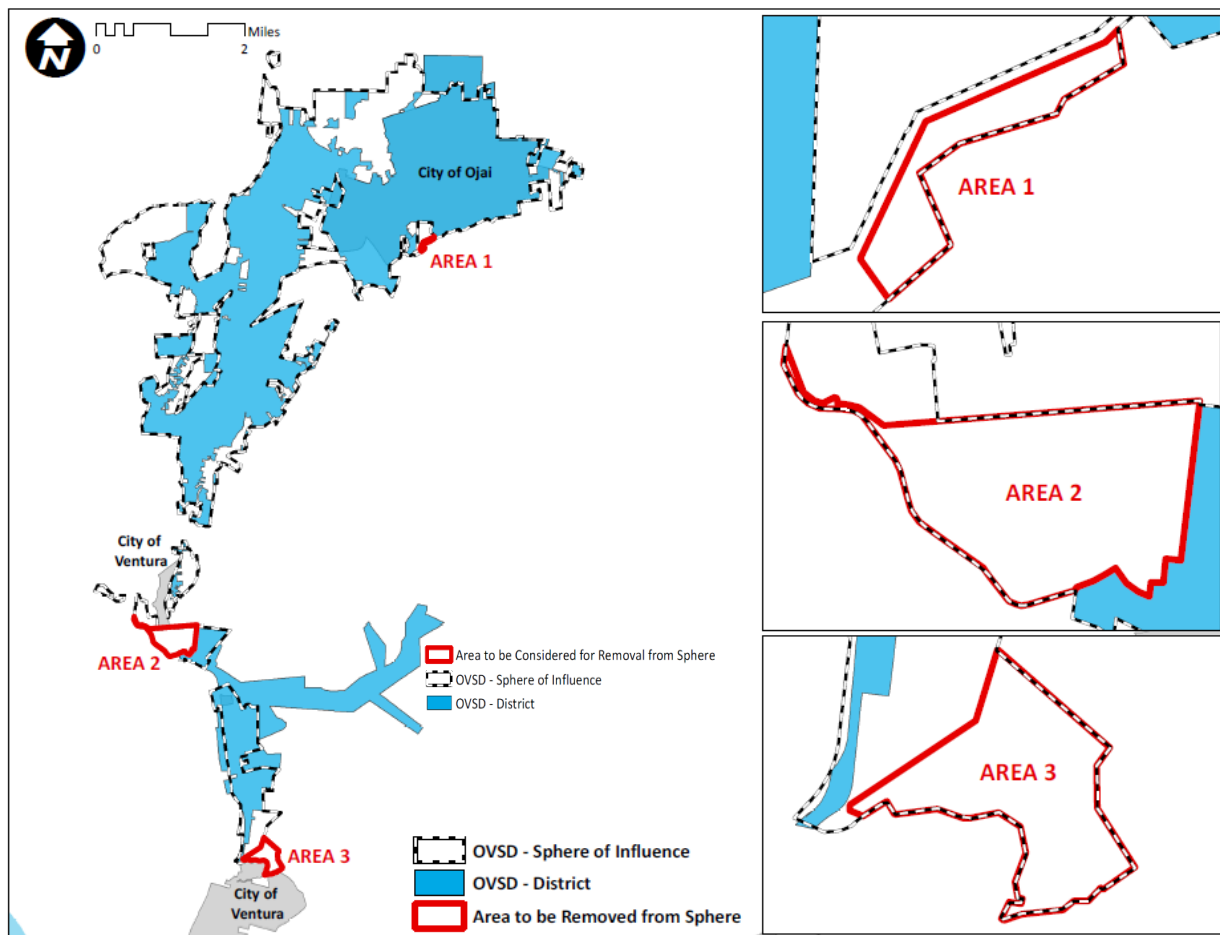 N
Miles
0 2
City of Ojai
AREA 1
City of
Ventura
AREA 2
Area to be Considered for Removal from Sphere
OVSD - Sphere of Influence
OVSD - District
AREA 3
City of
Ventura
OVSD - Sphere of Influence
OVSD - District
Area to be Removed from Sphere
AREA 1
AREA 2
AREA 3